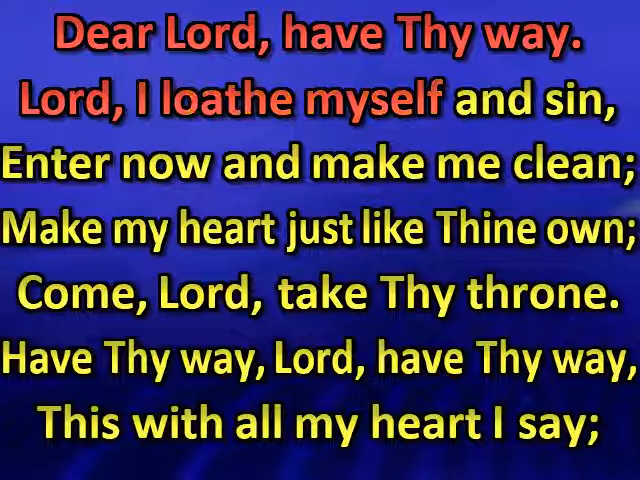 Dear Lord, have Thy way.
Lord, I loathe myself and sin,
Enter now and make me clean;
Make my heart just like Thine own;
Come, Lord, take Thy throne.
Have Thy way, Lord, have Thy way,
This with all my heart I say;